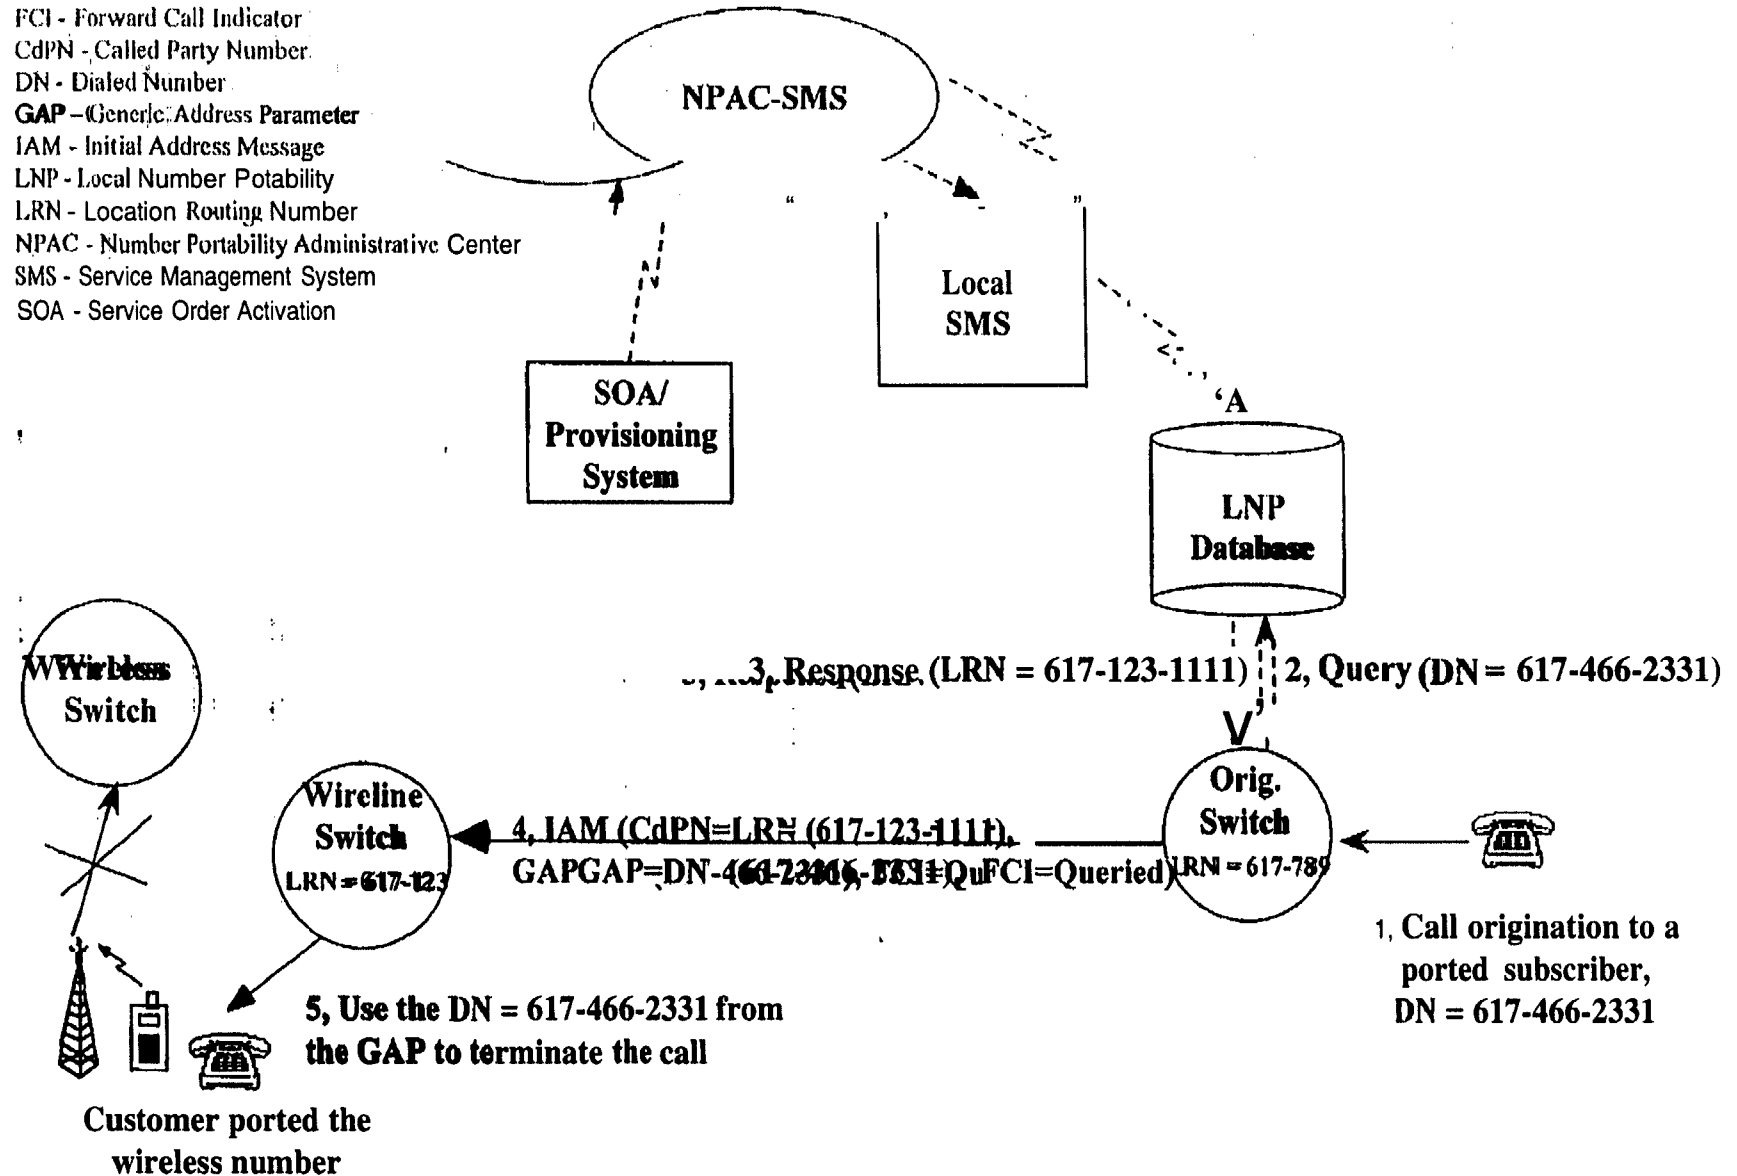 FCI - Forward Call Indicator
CdPN - Called Party Number
DN - Dialed Number
GAP - Generic Address Parameter
IAM - Initial Address Message
LNP - Local Number Potability
LRN - Location Routing Number
NPAC - Number Portability Administrative Center
SMS - Service Management System
SOA - Service Order Activation
NPAC-SMS
Local
SMS
SOA/
Provisioning
System
'A
LNP
Database
Wireless
Switch
3, Response (LRN = 617-123-1111)
2, Query (DN = 617-466-2331)
V
Wireline
Switch
LRN = 617-123
4, IAM (CdPN=LRN (617-123-1111),
GAP=DN FCI=Queried)
Orig.
Switch
LRN = 617-789
1, Call origination to a
ported subscriber,
DN = 617-466-2331
5, Use the DN = 617-466-2331 from
the GAP to terminate the call
Customer ported the
wireless number